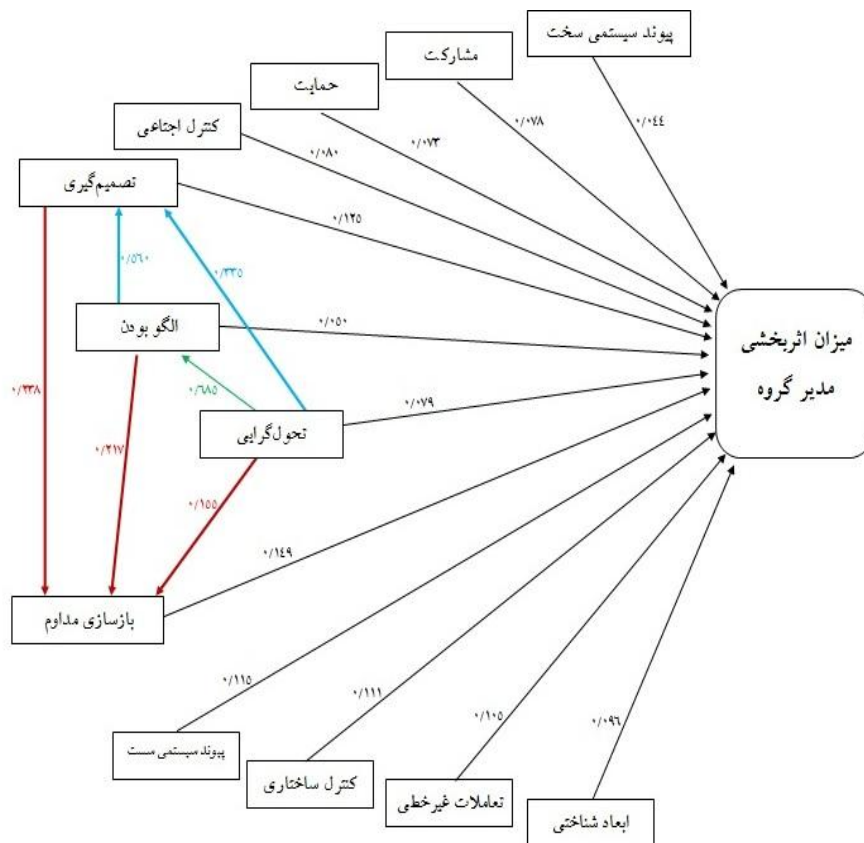 پیوند سیستمی سخت
مشارکت
حمایت
کنترل اجتاعی
۰/۰۴۴
۰/۰۷۸
۰/۰۷۳
۰/۰۸۰
تصمیم‌گیری
۰/۱۲۵
۰/۵۶۰
۰/۳۳۵
الگو بودن
۰/۰۵۰
میزان اثربخشی
مدیر گروه
۰/۳۳۸
۰/۶۸۵
۰/۲۱۷
تحول‌گرایی
۰/۰۷۹
۰/۱۵۵
۰/۱۴۹
بازسازی مداوم
۰/۱۱۵
۰/۱۱۱
۰/۱۰۵
۰/۰۹۶
پیوند سیستمی سست
کنترل ساختاری
تعاملات غیرخطی
ابعاد شناختی